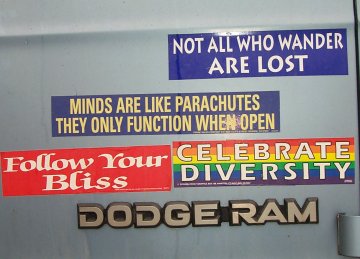 NOT ALL WHO WANDER
ARE LOST
MINDS ARE LIKE PARACHUTES
THEY ONLY FUNCTION WHEN OPEN
Follow Your
Bliss
CELEBRATE
DIVERSITY
DODGE RAM